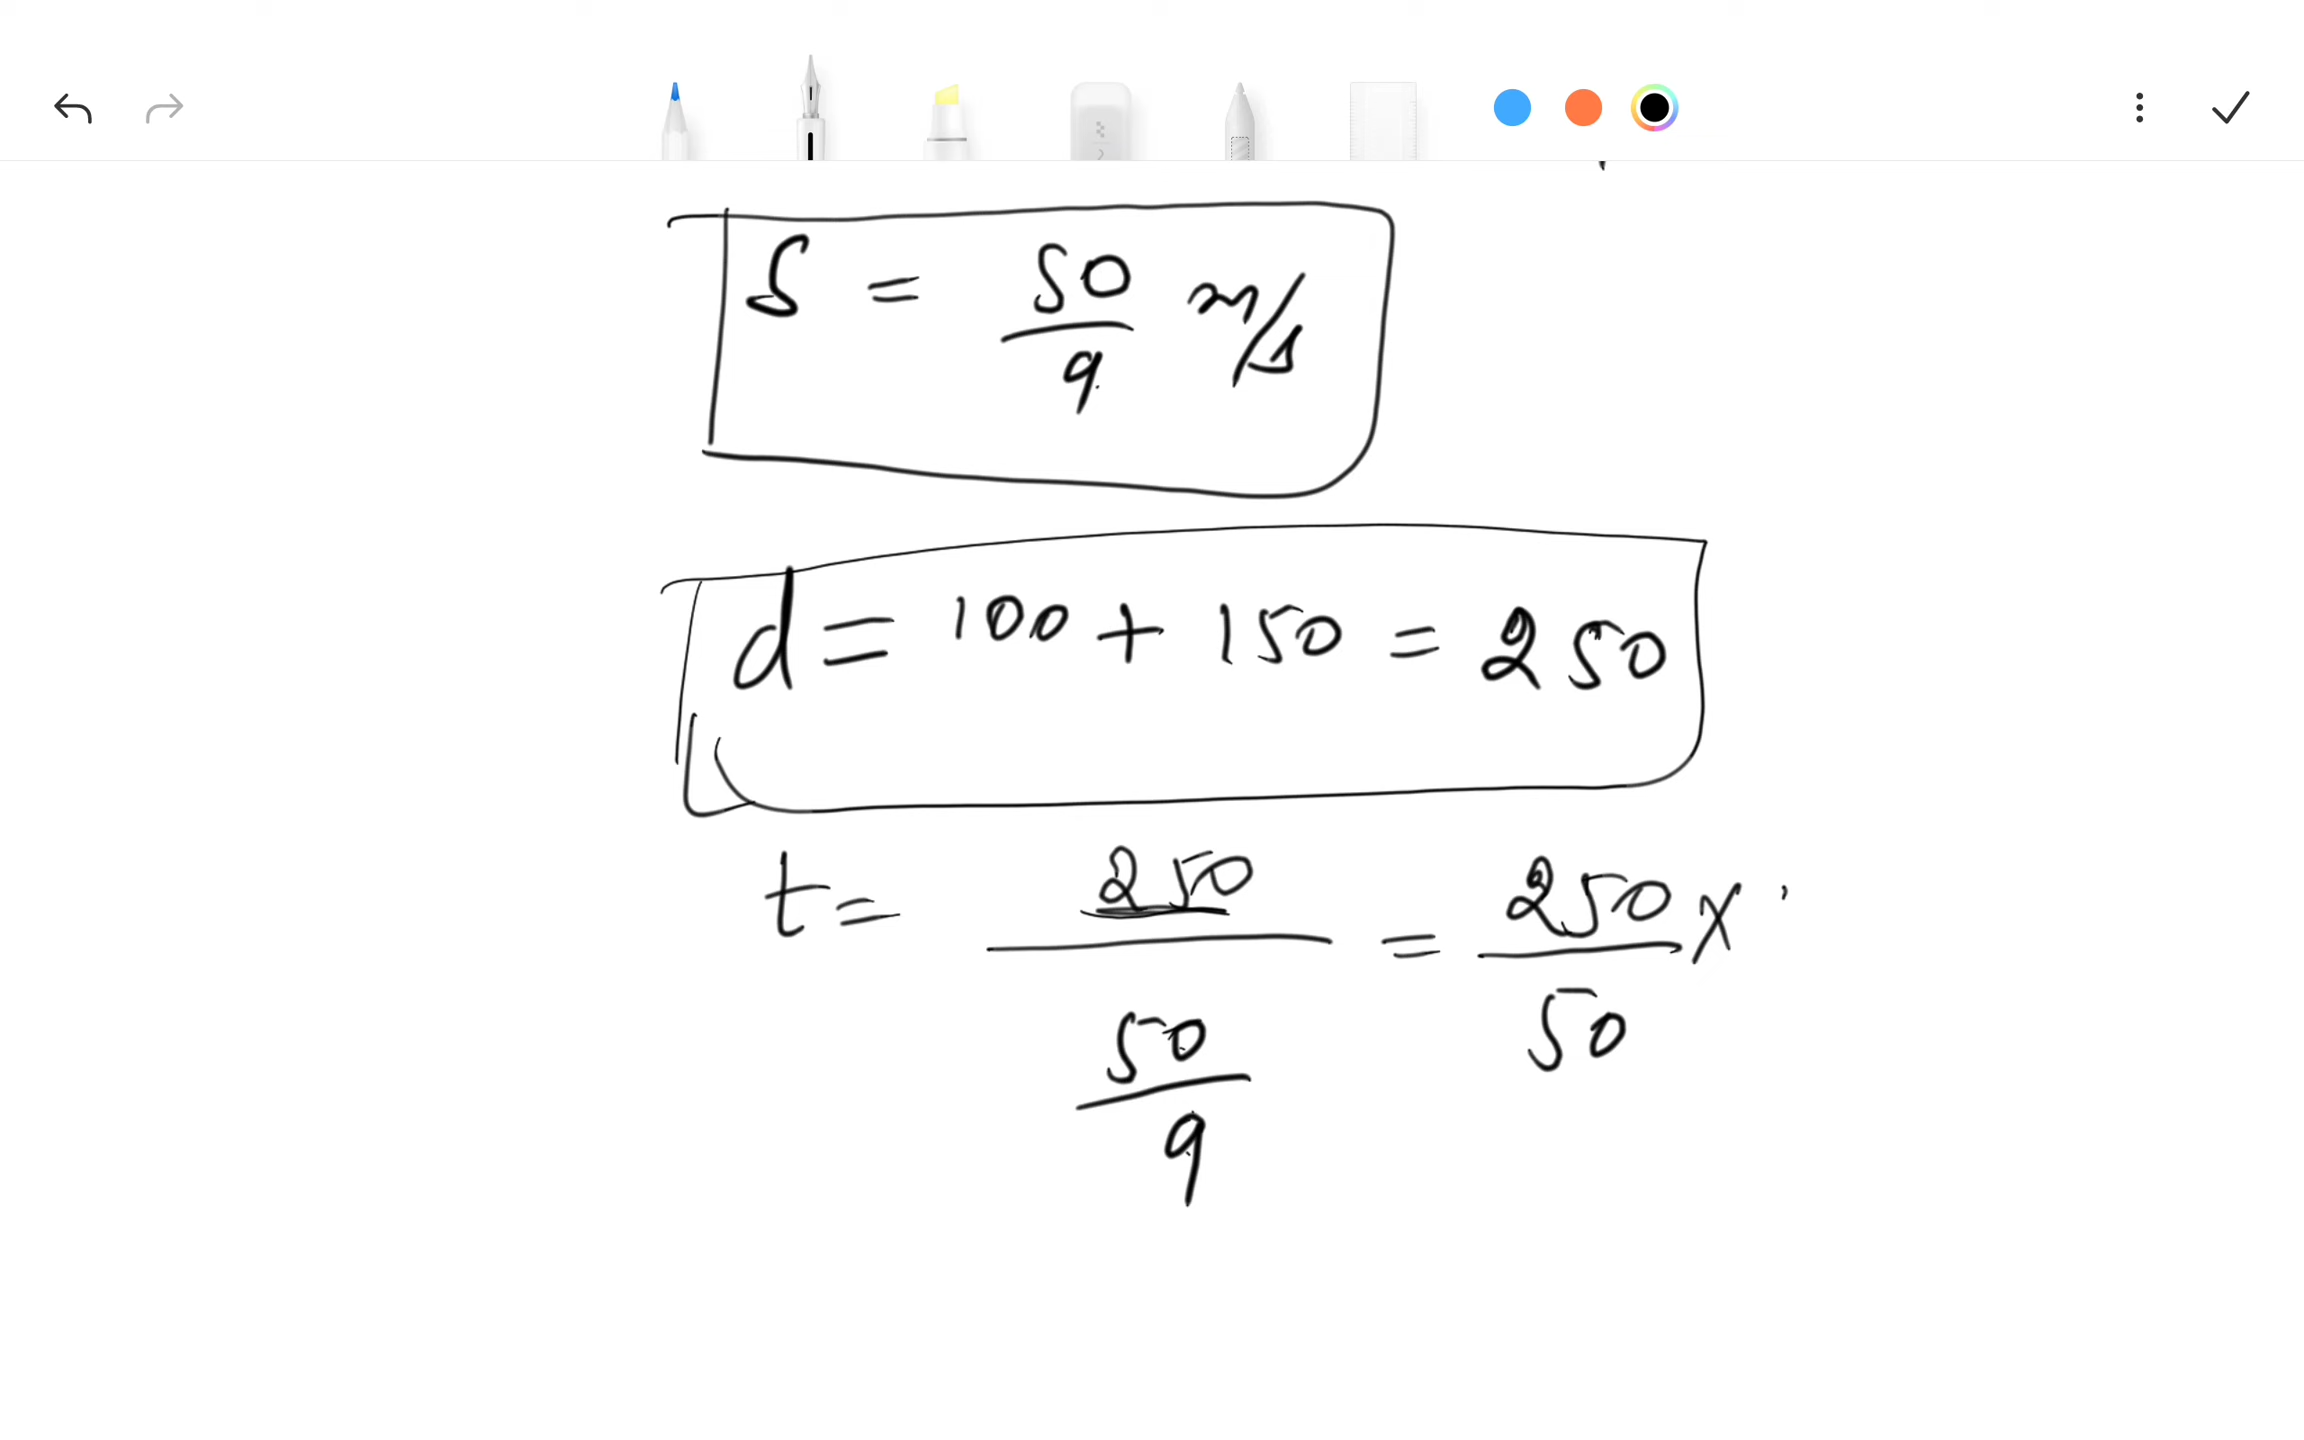 S = 50/9 m/s
d = 100 + 150 = 250
t = 250/(50/9) = 250/50 X